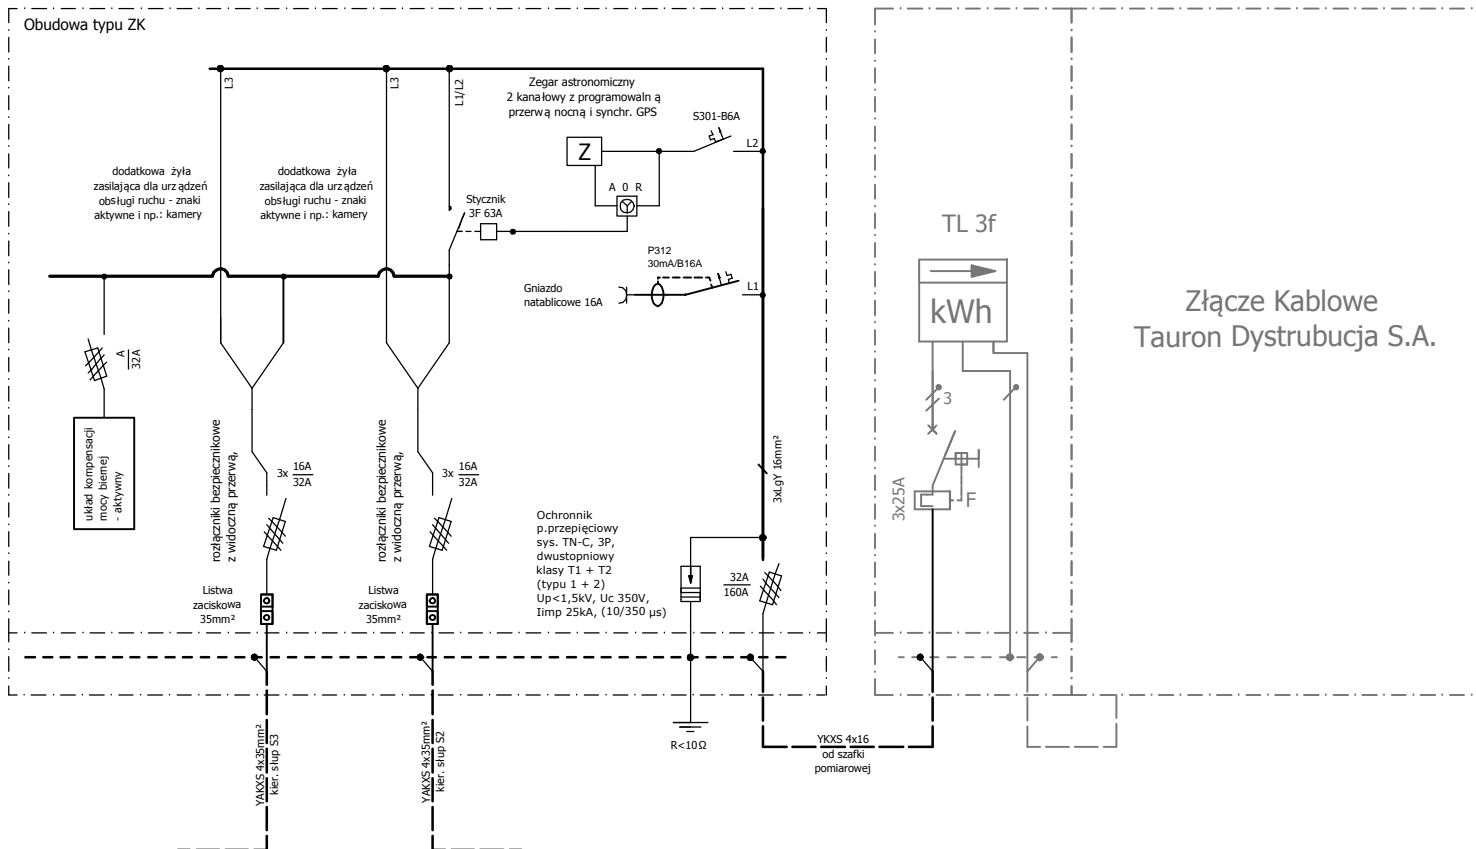 Obudowa typu ZK
L3
L3
L1/L2
Zegar astronomiczny
2 kanałowy z programowaln ą
przerwą nocną i synchr. GPS
S301-B6A
L2
Z
A 0 R
dodatkowa żyła
zasilająca dla urządzeń
obsługi ruchu - znaki
aktywne i np.: kamery
dodatkowa żyła
zasilająca dla urządzeń
obsługi ruchu - znaki
aktywne i np.: kamery
Stycznik
3F 63A
P312
30mA/B16A
Gniazdo
natablicowe 16A
L1
TL 3f
kWh
Złącze Kablowe
Tauron Dystrubucja S.A.
A
32A
układ kompensacji
mocy biernej
- aktywny
rozłączniki bezpiecznikowe
z widoczną przerwą,
3x 16A
32A
rozłączniki bezpiecznikowe
z widoczną przerwą,
3x 16A
32A
3xLgY 16mm²
3
3x25A
F
Ochronnik
p.przepięciowy
sys. TN-C, 3P,
dwustopniowy
klasy T1 + T2
(typu 1 + 2)
Up<1,5kV, Uc 350V,
Iimp 25kA, (10/350 µs)
32A
160A
Listwa
zaciskowa
35mm²
Listwa
zaciskowa
35mm²
YAKXS 4x35mm²
kier. słup S3
YAKXS 4x35mm²
kier. słup S2
R<10Ω
YKXS 4x16
od szafki
pomiarowej